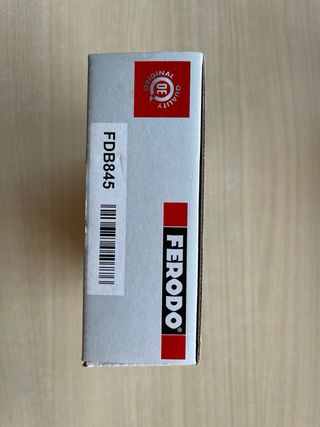 ORIGINAL QUALITY
OE
FDB845
FERODO®